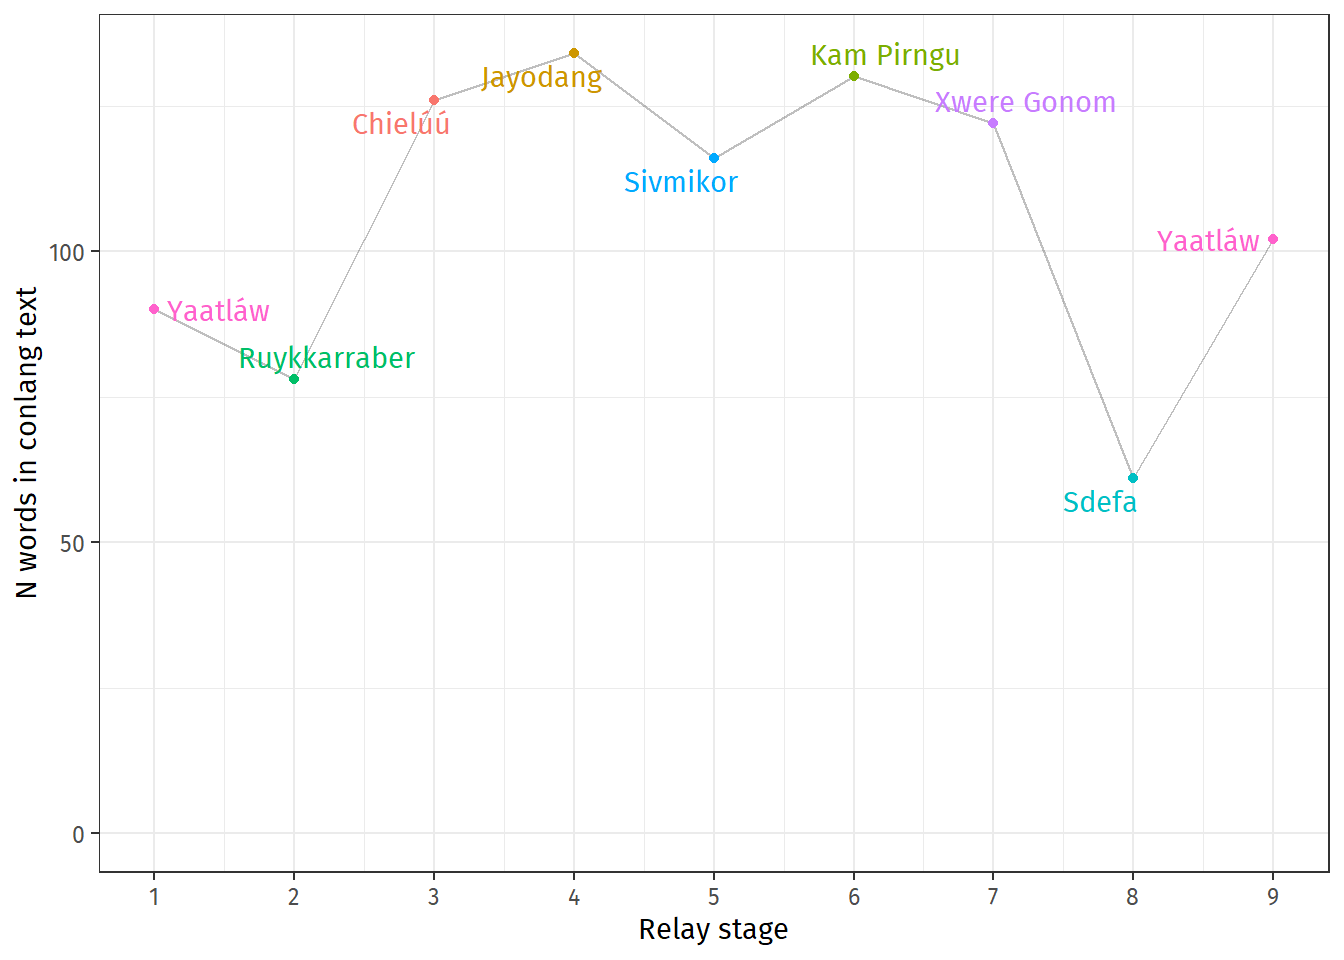 Kam Pirngu
Jayodang
Xwere Gonom
Chielúú
Sivmikor
Yaatláw
Yaatláw
Ruykkarraber
Sdefa
100
50
0
N words in conlang text
1 2 3 4 5 6 7 8 9
Relay stage